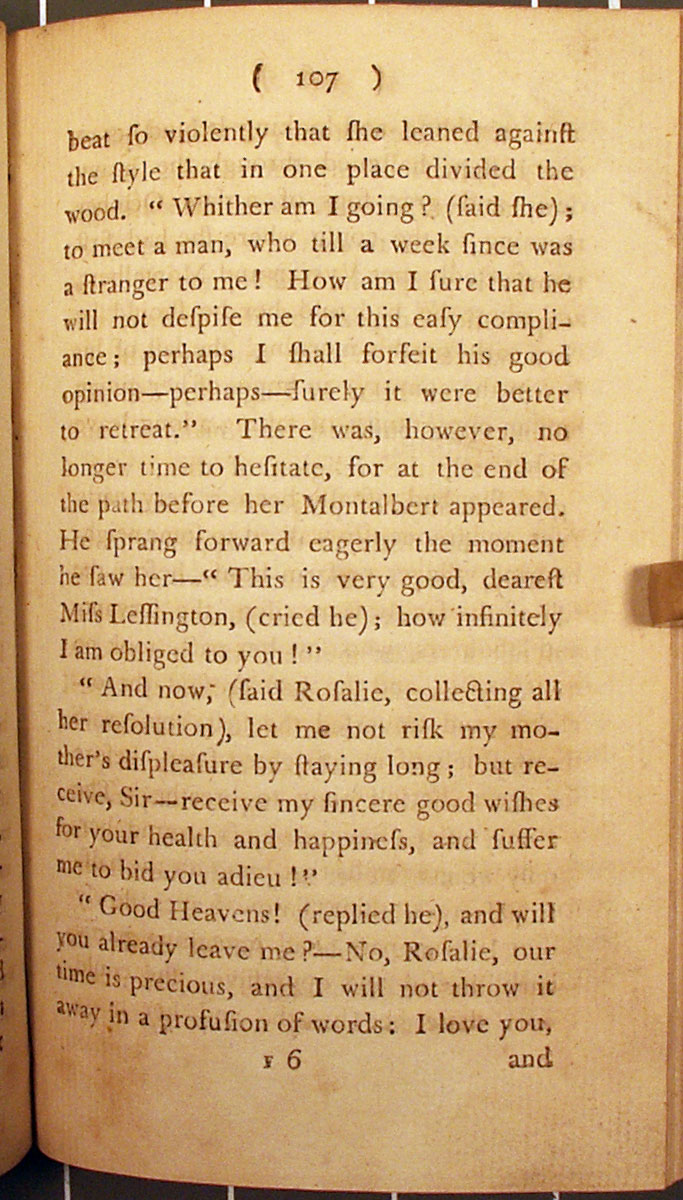 ( 107 )
beat ſo violently that ſhe leaned againſt
the ſtyle that in one place divided the
wood. “ Whither am I going ? (ſaid ſhe) ;
to meet a man, who till a week ſince was
a ſtranger to me ! How am I ſure that he
will not deſpiſe me for this eaſy compli-
ance ; perhaps I ſhall forfeit his good
opinion—perhaps—ſurely it were better
to retreat.” There was, however, no
longer time to heſitate, for at the end of
the path before her Montalbert appeared.
He ſprang forward eagerly the moment
he ſaw her—“ This is very good, deareſt
Miſs Leſſington, (cried he) ; how infinitely
I am obliged to you ! ”
“ And now, (ſaid Roſalie, collecting all
her reſolution), let me not riſk my mo-
ther's diſpleaſure by ſtaying long ; but re-
ceive, Sir—receive my ſincere good wiſhes
for your health and happineſs, and ſuffer
me to bid you adieu !”
“ Good Heavens! (replied he), and will
you already leave me ?—No, Roſalie, our
time is precious, and I will not throw it
away in a profuſion of words : I love you,
F 6 and